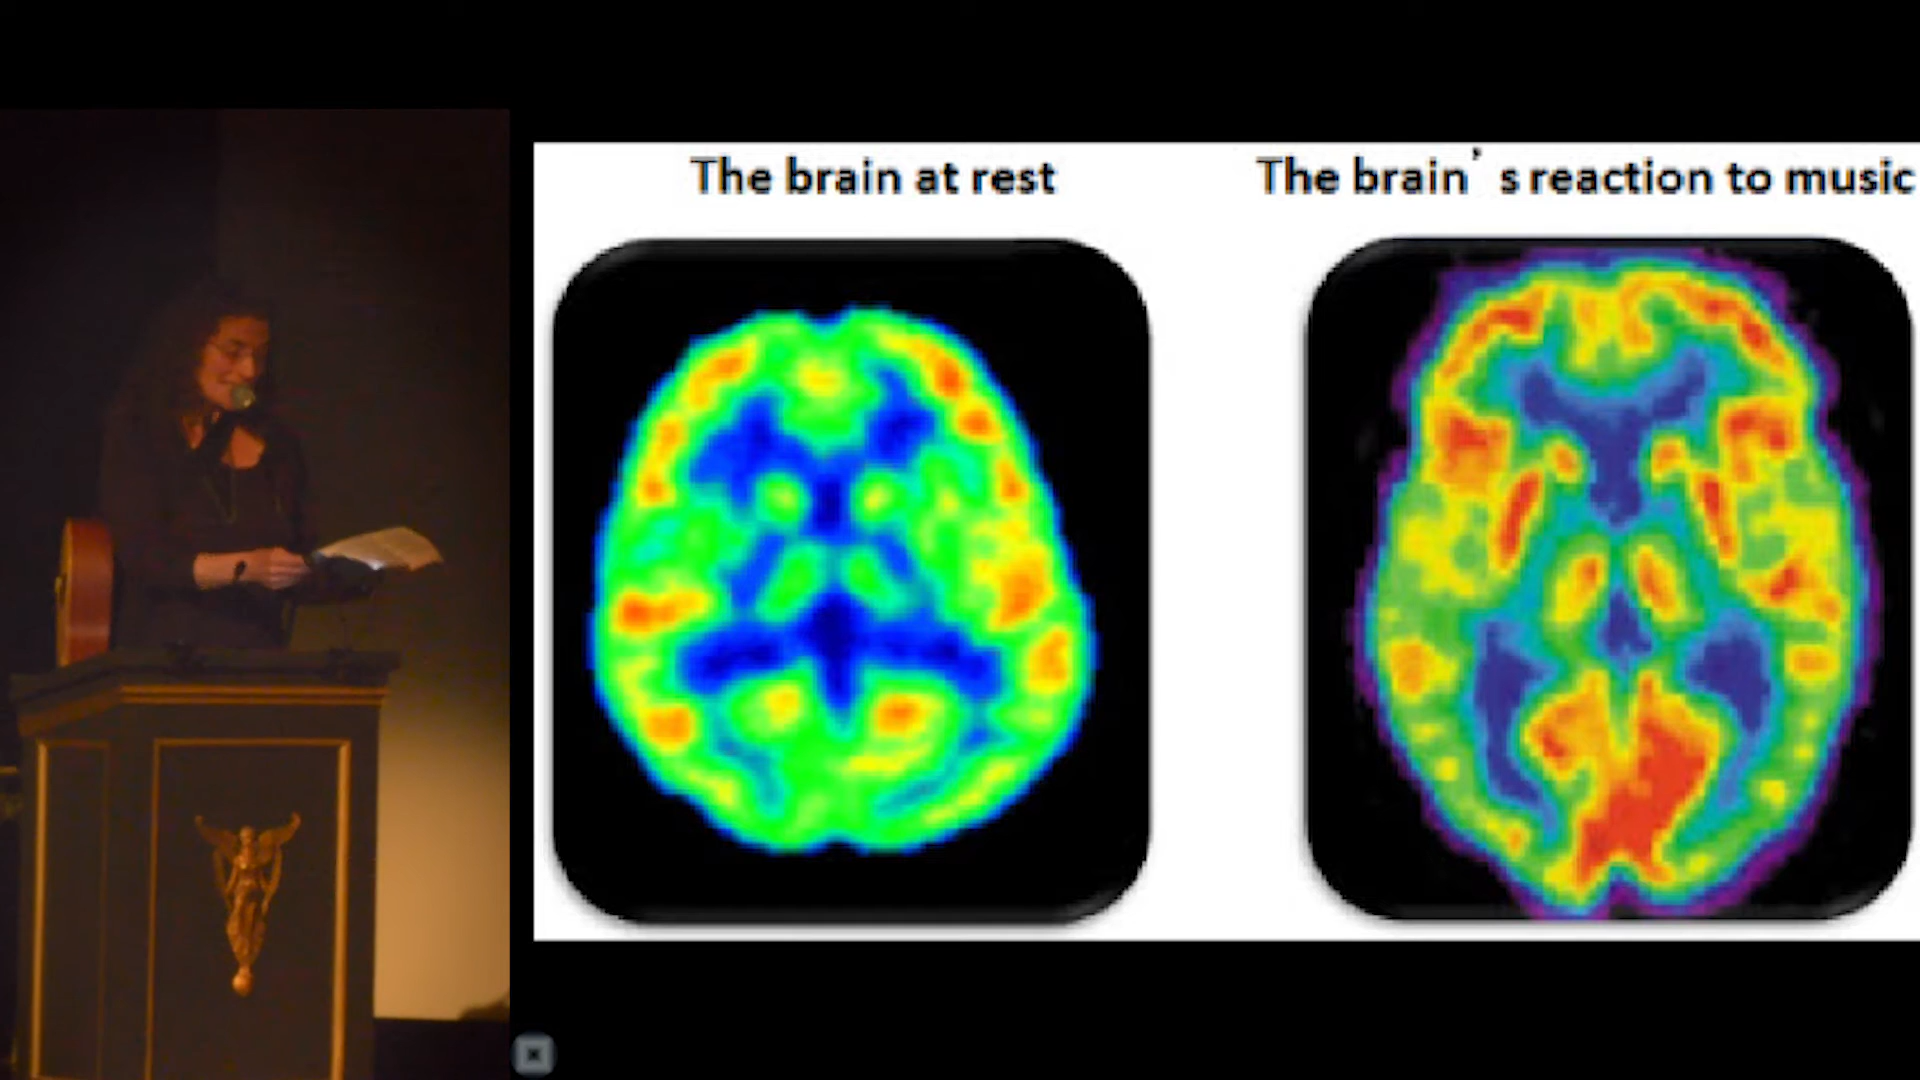 The brain at rest
The brain’s reaction to music